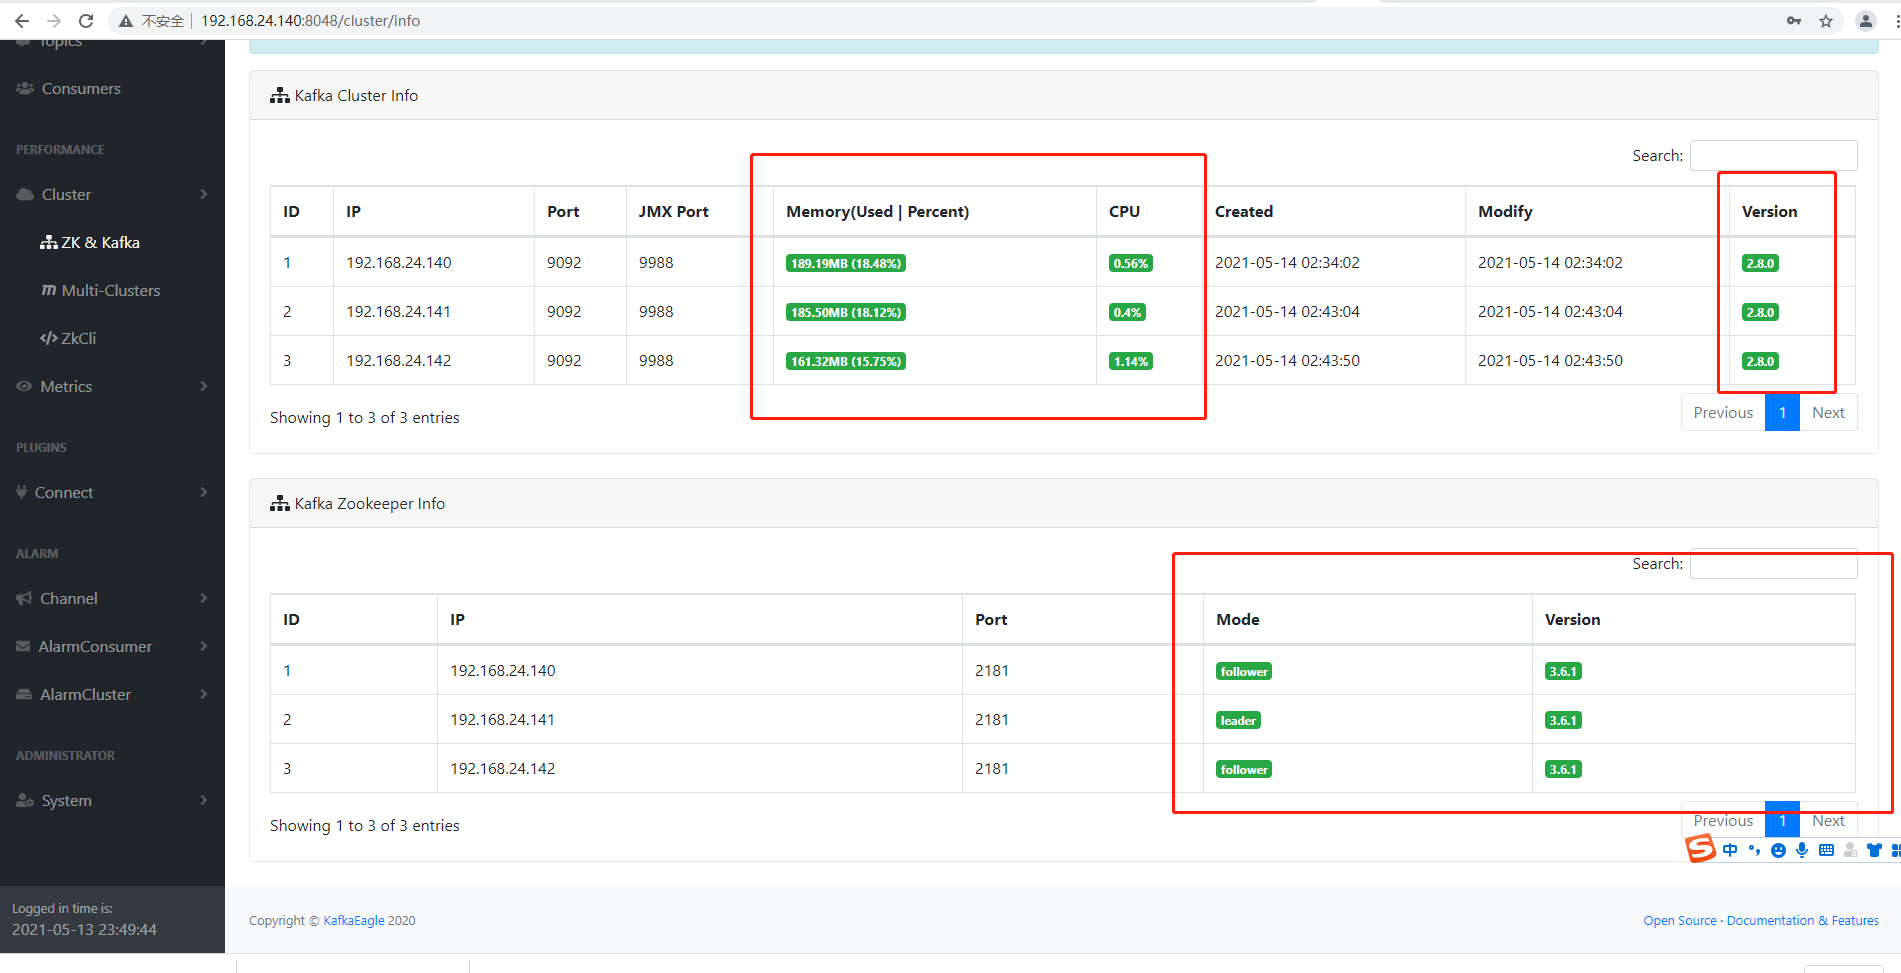 不安全 192.168.24.140:8048/cluster/info
Topics
Consumers
PERFORMANCE
Cluster
ZK & Kafka
Multi-Clusters
ZkCli
Metrics
PLUGINS
Connect
ALARM
Channel
AlarmConsumer
AlarmCluster
ADMINISTRATOR
System
Logged in time is:
2021-05-13 23:49:44
Kafka Cluster Info
Search:
ID IP Port JMX Port Memory(Used | Percent) CPU Created Modify Version
1 192.168.24.140 9092 9988 189.19MB (18.48%) 0.56% 2021-05-14 02:34:02 2021-05-14 02:34:02 2.8.0
2 192.168.24.141 9092 9988 185.50MB (18.12%) 0.4% 2021-05-14 02:43:04 2021-05-14 02:43:04 2.8.0
3 192.168.24.142 9092 9988 161.32MB (15.75%) 1.14% 2021-05-14 02:43:50 2021-05-14 02:43:50 2.8.0
Showing 1 to 3 of 3 entries
Previous 1 Next
Kafka Zookeeper Info
Search:
ID IP Port Mode Version
1 192.168.24.140 2181 follower 3.6.1
2 192.168.24.141 2181 leader 3.6.1
3 192.168.24.142 2181 follower 3.6.1
Showing 1 to 3 of 3 entries
Previous 1 Next
中
Copyright © KafkaEagle 2020
Open Source · Documentation & Features